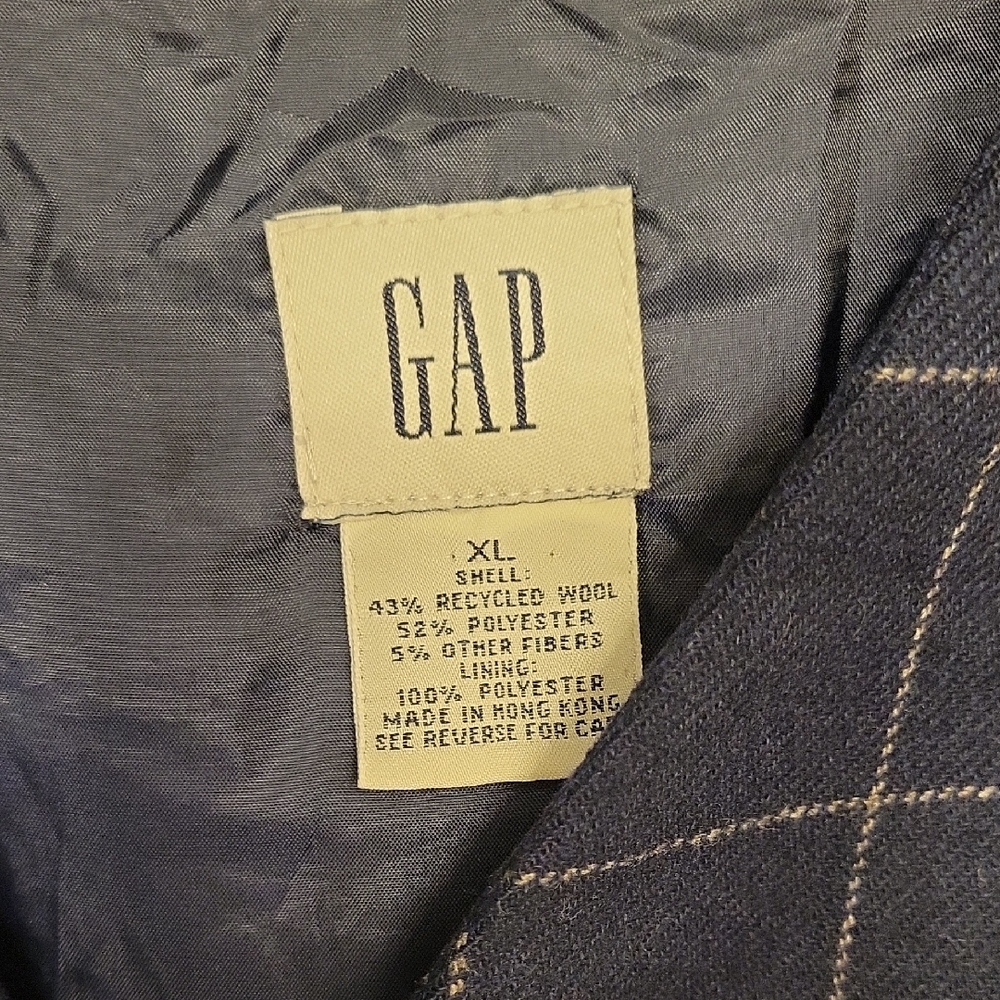 GAP
XL
SHELL:
43% RECYCLED WOOL
52% POLYESTER
5% OTHER FIBERS
LINING:
100% POLYESTER
MADE IN HONG KONG
SEE REVERSE FOR